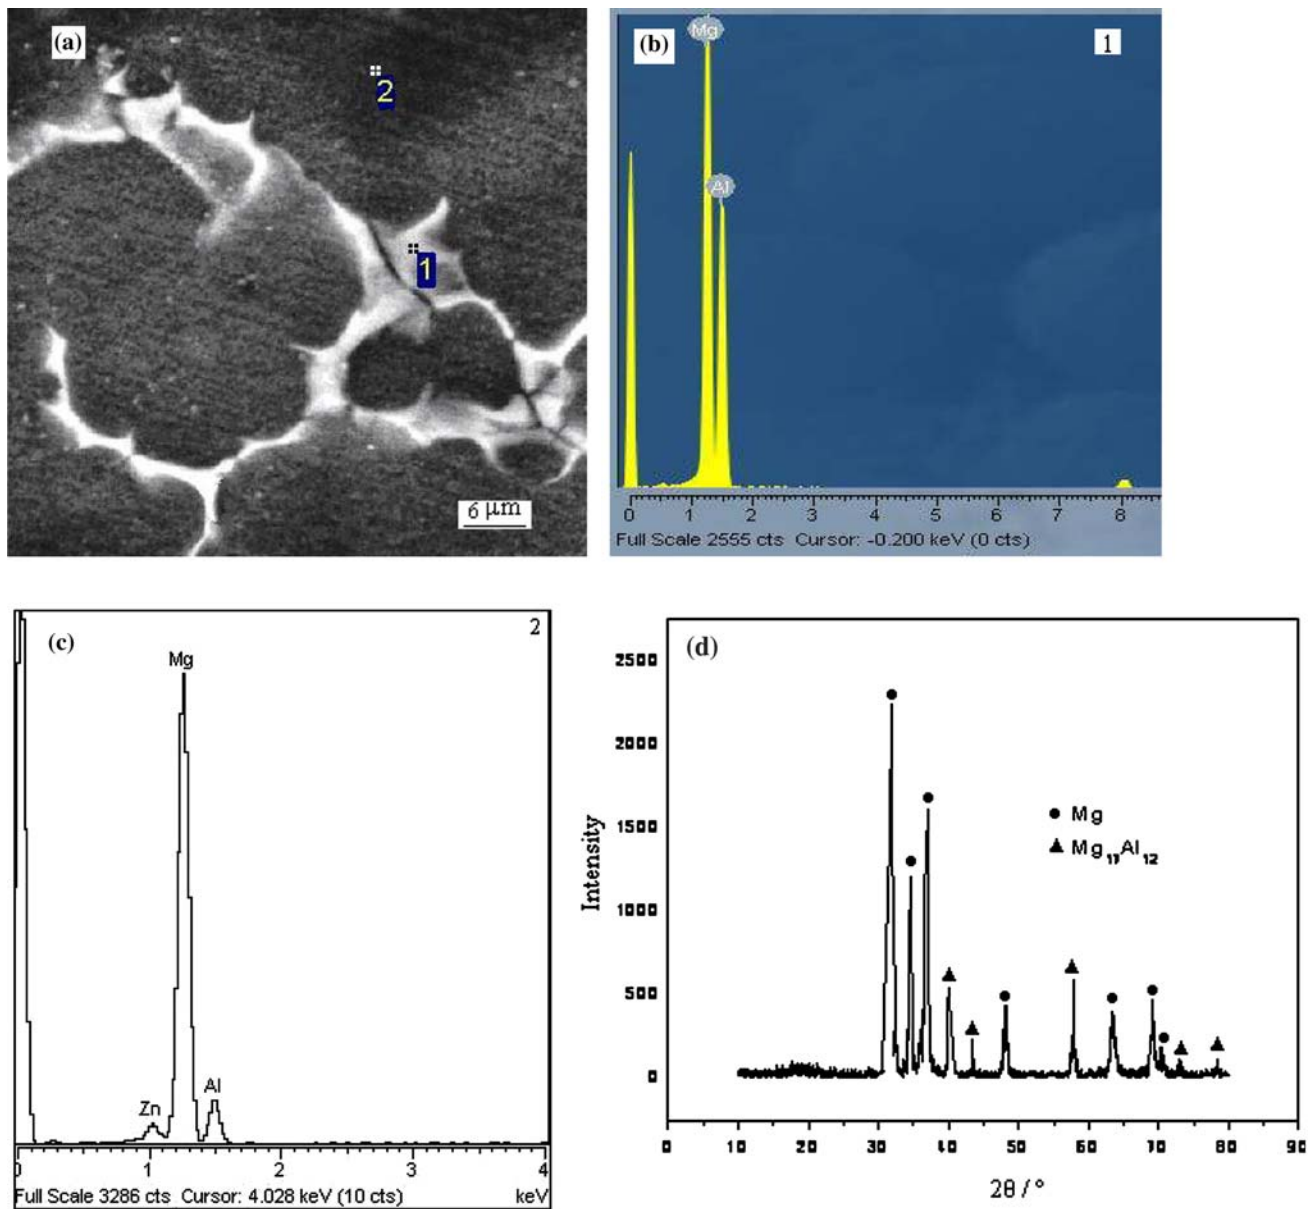 (a)
2
1
6 μm
(b)
1
Mg
Al
0 1 2 3 4 5 6 7 8
Full Scale 2555 cts Cursor: -0.200 keV (0 cts)
(c)
2
Mg
Zn
Al
0 1 2 3 4
Full Scale 3286 cts Cursor: 4.028 keV (10 cts) keV
(d)
2500
2000
1500
1000
500
0
Intensity
● Mg
▲ Mg₁₇Al₁₂
0 10 20 30 40 50 60 70 80 90
2θ / °